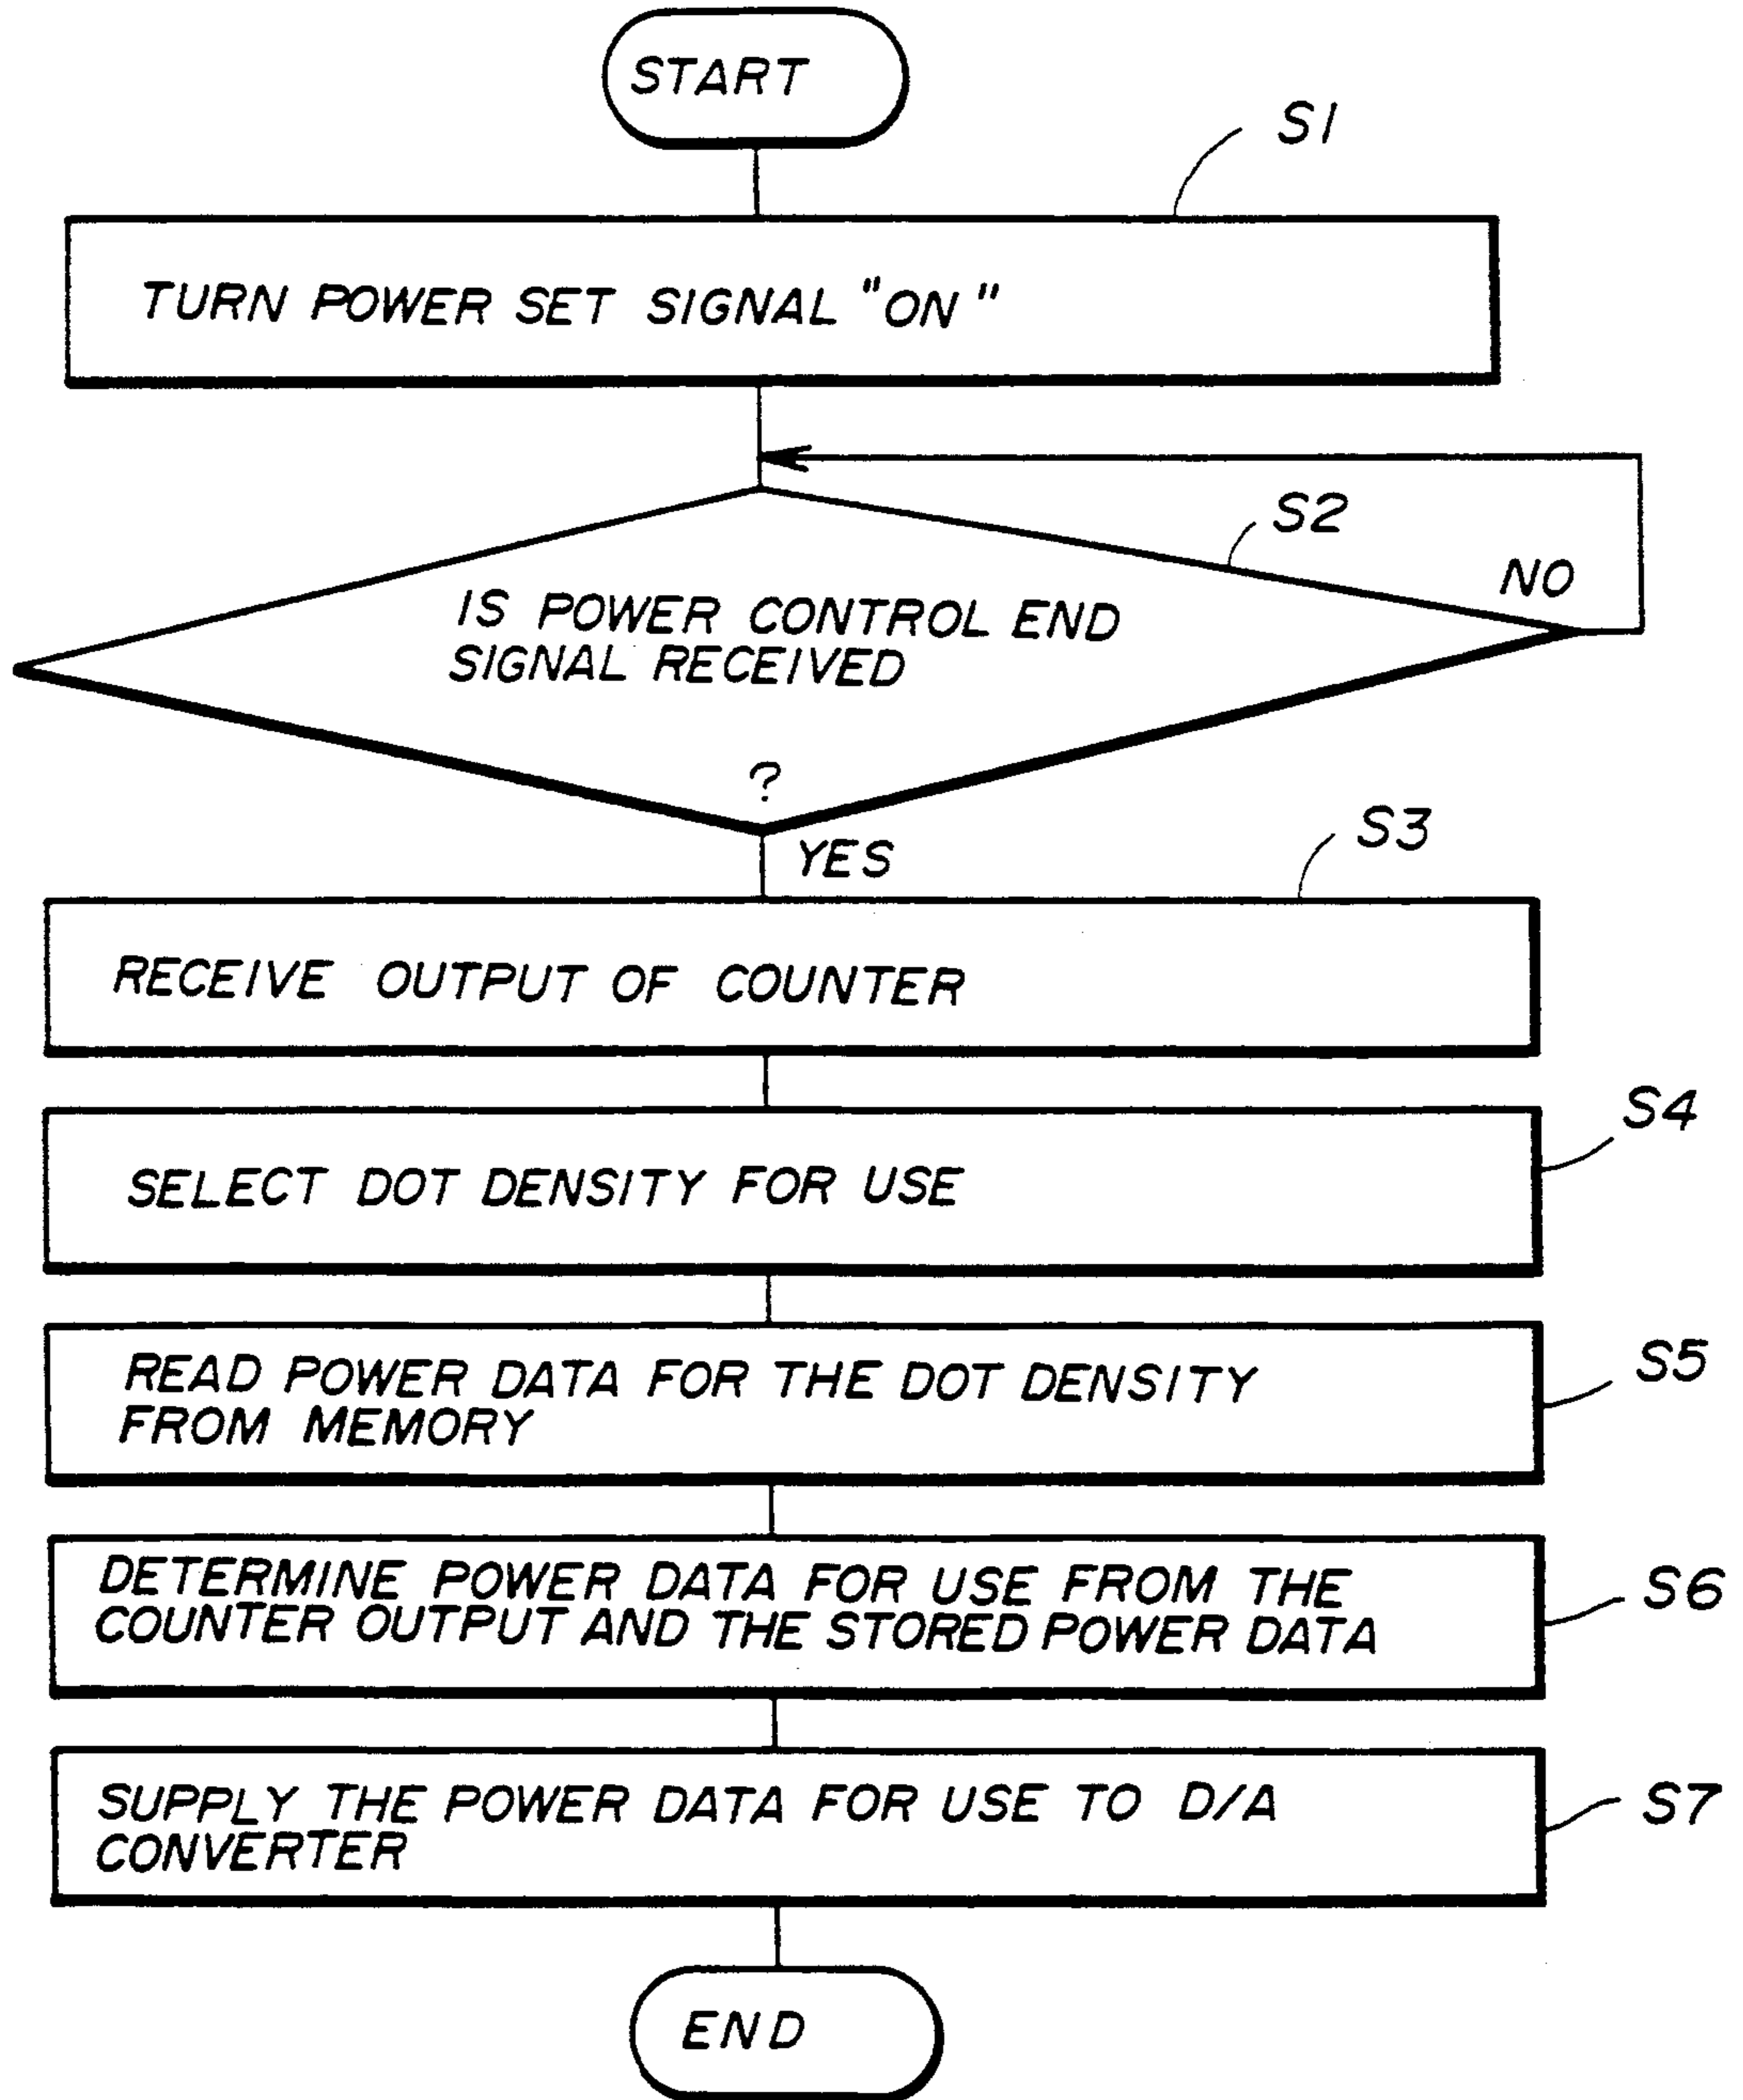 START
S1
TURN POWER SET SIGNAL "ON"
S2
NO
IS POWER CONTROL END
SIGNAL RECEIVED
?
YES
S3
RECEIVE OUTPUT OF COUNTER
S4
SELECT DOT DENSITY FOR USE
S5
READ POWER DATA FOR THE DOT DENSITY
FROM MEMORY
S6
DETERMINE POWER DATA FOR USE FROM THE
COUNTER OUTPUT AND THE STORED POWER DATA
S7
SUPPLY THE POWER DATA FOR USE TO D/A
CONVERTER
END